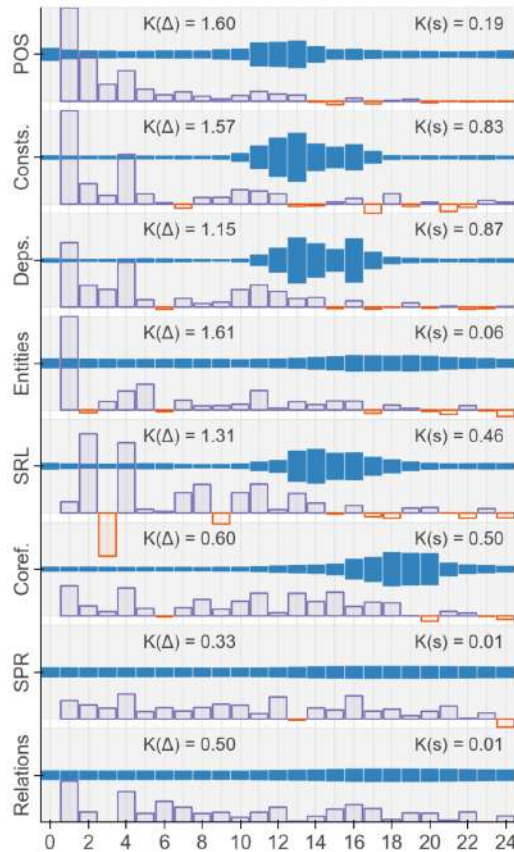 POS K(Δ) = 1.60 K(s) = 0.19
Consts. K(Δ) = 1.57 K(s) = 0.83
Deps. K(Δ) = 1.15 K(s) = 0.87
Entities K(Δ) = 1.61 K(s) = 0.06
SRL K(Δ) = 1.31 K(s) = 0.46
Coref. K(Δ) = 0.60 K(s) = 0.50
SPR K(Δ) = 0.33 K(s) = 0.01
Relations K(Δ) = 0.50 K(s) = 0.01
0 2 4 6 8 10 12 14 16 18 20 22 24